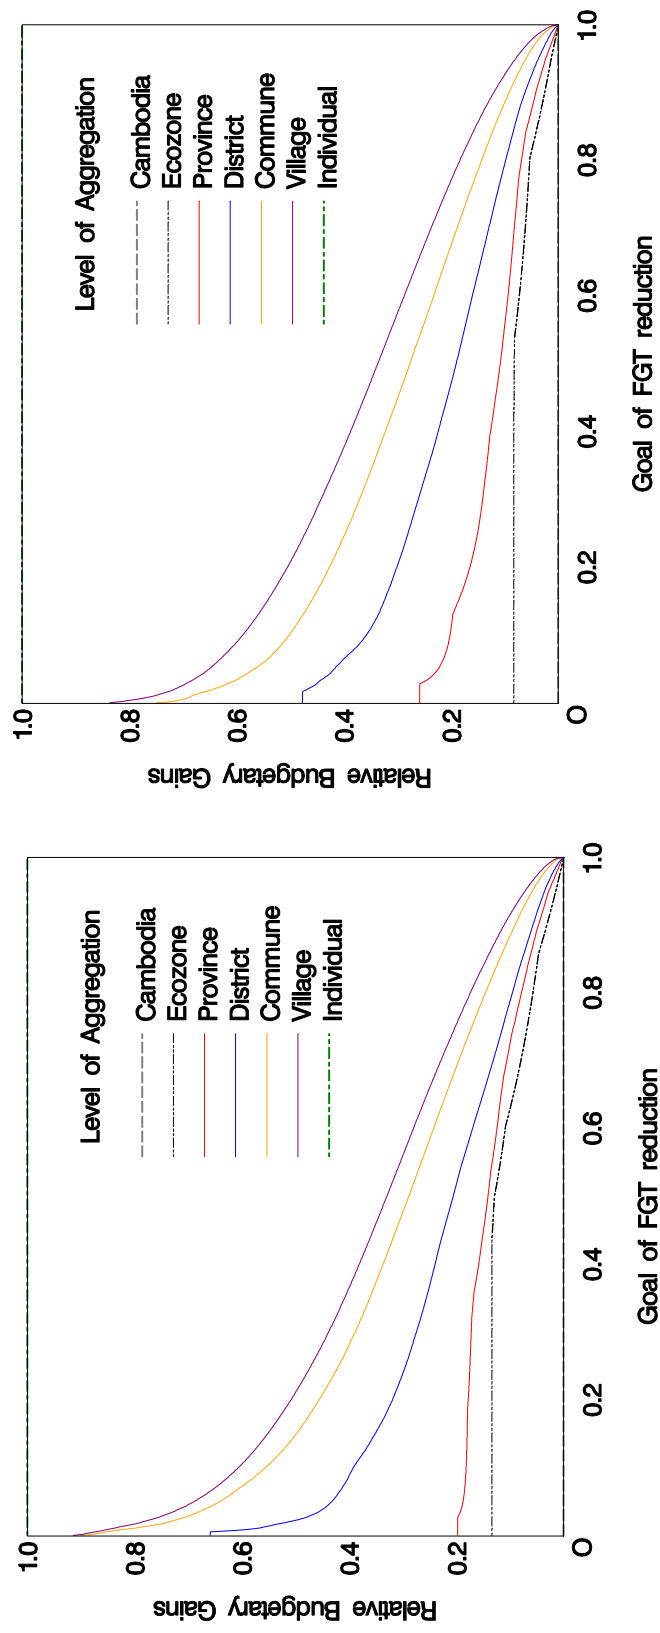 Relative Budgetary Gains
1.0
0.8
0.6
0.4
0.2
O
0.2
0.4
0.6
0.8
1.0
Goal of FGT reduction
Level of Aggregation
Cambodia
Ecozone
Province
District
Commune
Village
Individual
Relative Budgetary Gains
1.0
0.8
0.6
0.4
0.2
O
0.2
0.4
0.6
0.8
1.0
Goal of FGT reduction
Level of Aggregation
Cambodia
Ecozone
Province
District
Commune
Village
Individual